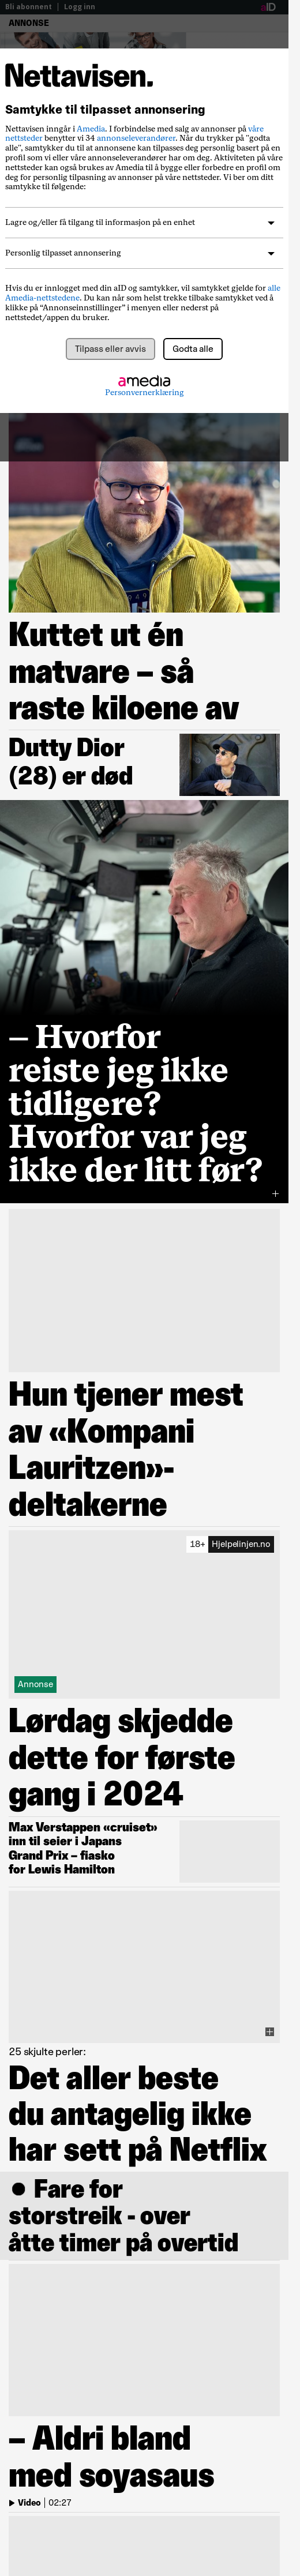 Bli abonnent | Logg inn
aID
ANNONSE
Nettavisen.
Samtykke til tilpasset annonsering
Nettavisen inngår i Amedia. I forbindelse med salg av annonser på våre
nettsteder benytter vi 34 annonseleverandører. Når du trykker på "godta
alle", samtykker du til at annonsene kan tilpasses deg personlig basert på en
profil som vi eller våre annonseleverandører har om deg. Aktiviteten på våre
nettsteder kan også brukes av Amedia til å bygge eller forbedre en profil om
deg for personlig tilpasning av annonser på våre nettsteder. Vi ber om ditt
samtykke til følgende:
Lagre og/eller få tilgang til informasjon på en enhet
Personlig tilpasset annonsering
Hvis du er innlogget med din aID og samtykker, vil samtykket gjelde for alle
Amedia-nettstedene. Du kan når som helst trekke tilbake samtykket ved å
klikke på “Annonseinnstillinger” i menyen eller nederst på
nettstedet/appen du bruker.
Tilpass eller avvis
Godta alle
amedia
Personvernerklæring
Kuttet ut én
matvare – så
raste kiloene av
Dutty Dior
(28) er død
– Hvorfor
reiste jeg ikke
tidligere?
Hvorfor var jeg
ikke der litt før?
Hun tjener mest
av «Kompani
Lauritzen»-
deltakerne
18+ Hjelpelinjen.no
Annonse
Lørdag skjedde
dette for første
gang i 2024
Max Verstappen «cruiset»
inn til seier i Japans
Grand Prix – fiasko
for Lewis Hamilton
25 skjulte perler:
Det aller beste
du antagelig ikke
har sett på Netflix
Fare for
storstreik - over
åtte timer på overtid
– Aldri bland
med soyasaus
Video | 02:27